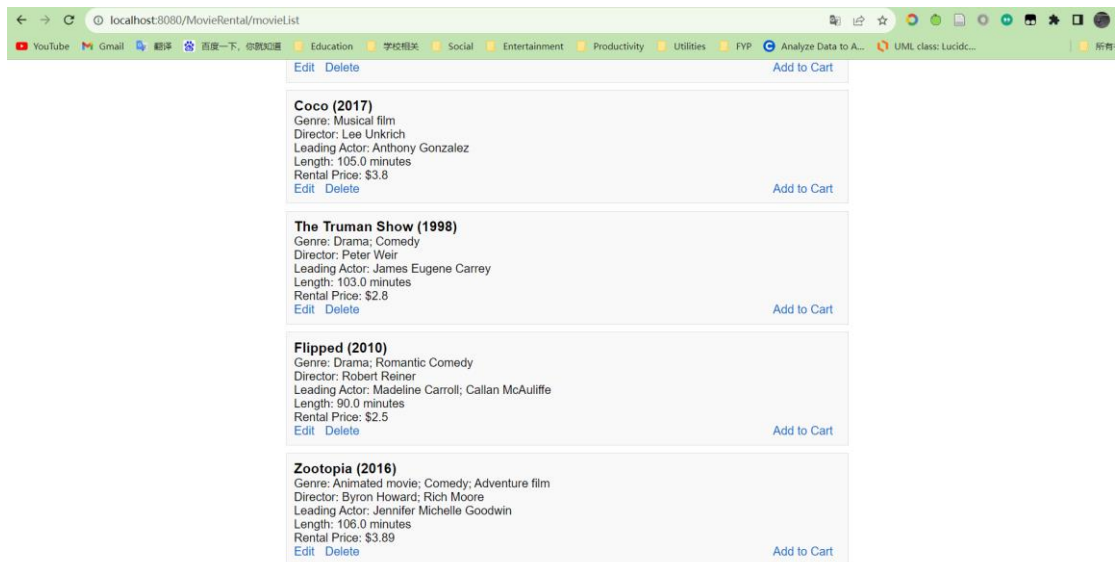 localhost:8080/MovieRental/movieList
YouTube Gmail 翻译 百度一下，你就知道 Education 学校相关 Social Entertainment Productivity Utilities FYP Analyze Data to A... UML class: Lucidc... 所有
Edit Delete Add to Cart
Coco (2017)
Genre: Musical film
Director: Lee Unkrich
Leading Actor: Anthony Gonzalez
Length: 105.0 minutes
Rental Price: $3.8
Edit Delete Add to Cart
The Truman Show (1998)
Genre: Drama; Comedy
Director: Peter Weir
Leading Actor: James Eugene Carrey
Length: 103.0 minutes
Rental Price: $2.8
Edit Delete Add to Cart
Flipped (2010)
Genre: Drama; Romantic Comedy
Director: Robert Reiner
Leading Actor: Madeline Carroll; Callan McAuliffe
Length: 90.0 minutes
Rental Price: $2.5
Edit Delete Add to Cart
Zootopia (2016)
Genre: Animated movie; Comedy; Adventure film
Director: Byron Howard; Rich Moore
Leading Actor: Jennifer Michelle Goodwin
Length: 106.0 minutes
Rental Price: $3.89
Edit Delete Add to Cart